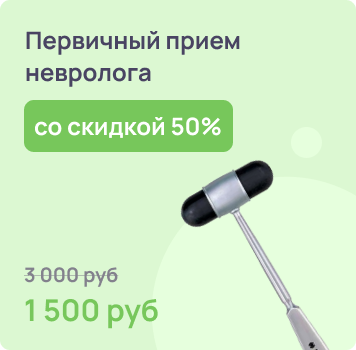 Первичный прием
невролога
со скидкой 50%
3 000 руб
1 500 руб